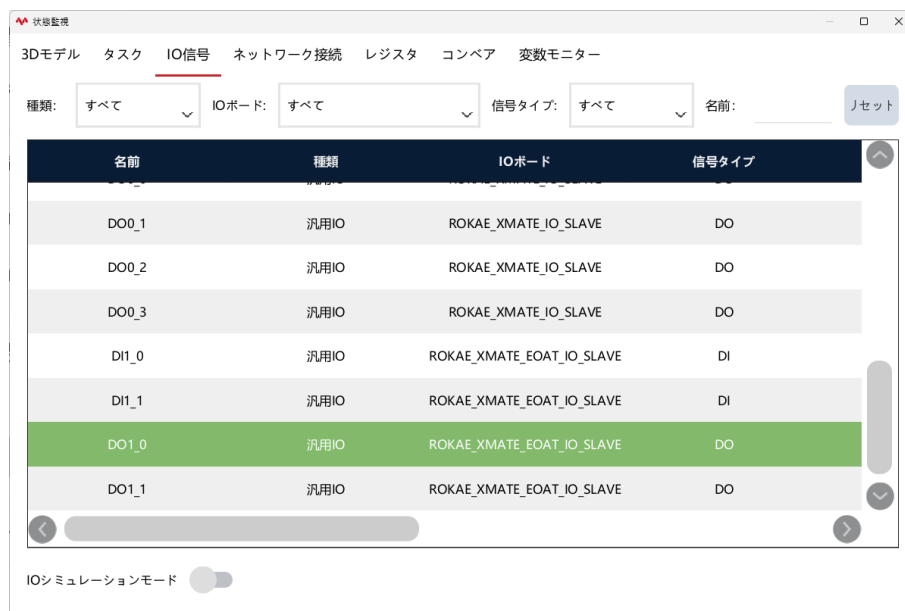 状態監視
3Dモデル タスク IO信号 ネットワーク接続 レジスタ コンベア 変数モニター
種類: すべて IOボード: すべて 信号タイプ: すべて 名前: リセット
名前 種類 IOボード 信号タイプ
DO0_1 汎用IO ROKAE_XMATE_IO_SLAVE DO
DO0_2 汎用IO ROKAE_XMATE_IO_SLAVE DO
DO0_3 汎用IO ROKAE_XMATE_IO_SLAVE DO
DI1_0 汎用IO ROKAE_XMATE_EOAT_IO_SLAVE DI
DI1_1 汎用IO ROKAE_XMATE_EOAT_IO_SLAVE DI
DO1_0 汎用IO ROKAE_XMATE_EOAT_IO_SLAVE DO
DO1_1 汎用IO ROKAE_XMATE_EOAT_IO_SLAVE DO
IOシミュレーションモード